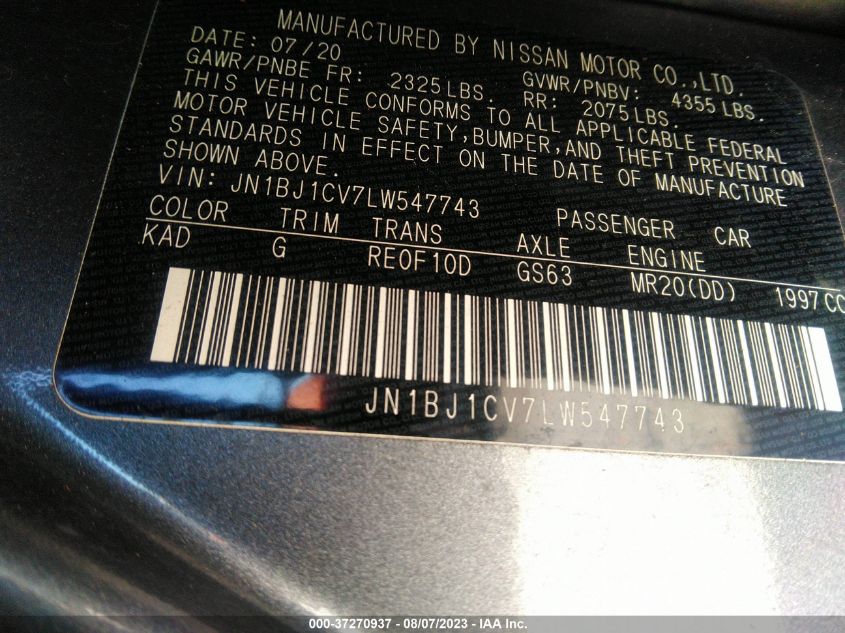 MANUFACTURED BY NISSAN MOTOR CO.,LTD.
DATE: 07/20 GVWR/PNBV: 4355LBS.
GAWR/PNBE FR: 2325LBS. RR: 2075LBS.
THIS VEHICLE CONFORMS TO ALL APPLICABLE FEDERAL
MOTOR VEHICLE SAFETY,BUMPER,AND THEFT PREVENTION
STANDARDS IN EFFECT ON THE DATE OF MANUFACTURE
SHOWN ABOVE.
VIN: JN1BJ1CV7LW547743 PASSENGER CAR
COLOR TRIM TRANS AXLE ENGINE
KAD G RE0F10D GS63 MR20(DD) 1997CC
JN1BJ1CV7LW547743
000-37270937 - 08/07/2023 - IAA Inc.